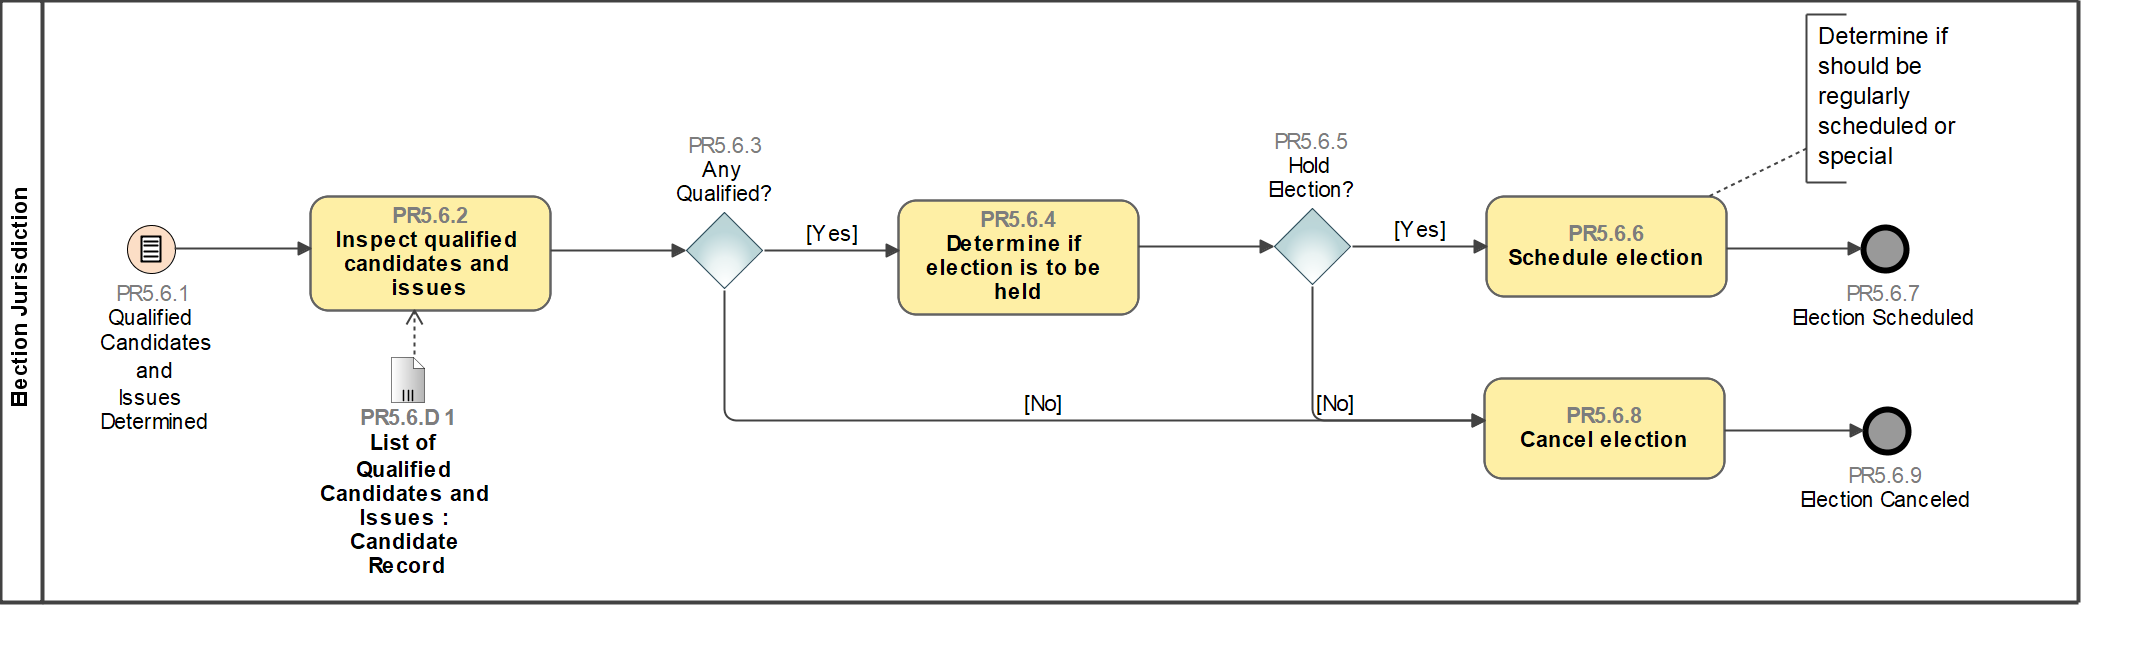 Election Jurisdiction
PR5.6.1
Qualified
Candidates
and
Issues
Determined
PR5.6.2
Inspect qualified
candidates and
issues
PR5.6.D 1
List of
Qualified
Candidates and
Issues :
Candidate
Record
PR5.6.3
Any
Qualified?
[Yes]
[No]
PR5.6.4
Determine if
election is to be
held
PR5.6.5
Hold
Election?
[Yes]
[No]
PR5.6.6
Schedule election
Determine if
should be
regularly
scheduled or
special
PR5.6.7
Election Scheduled
PR5.6.8
Cancel election
PR5.6.9
Election Canceled